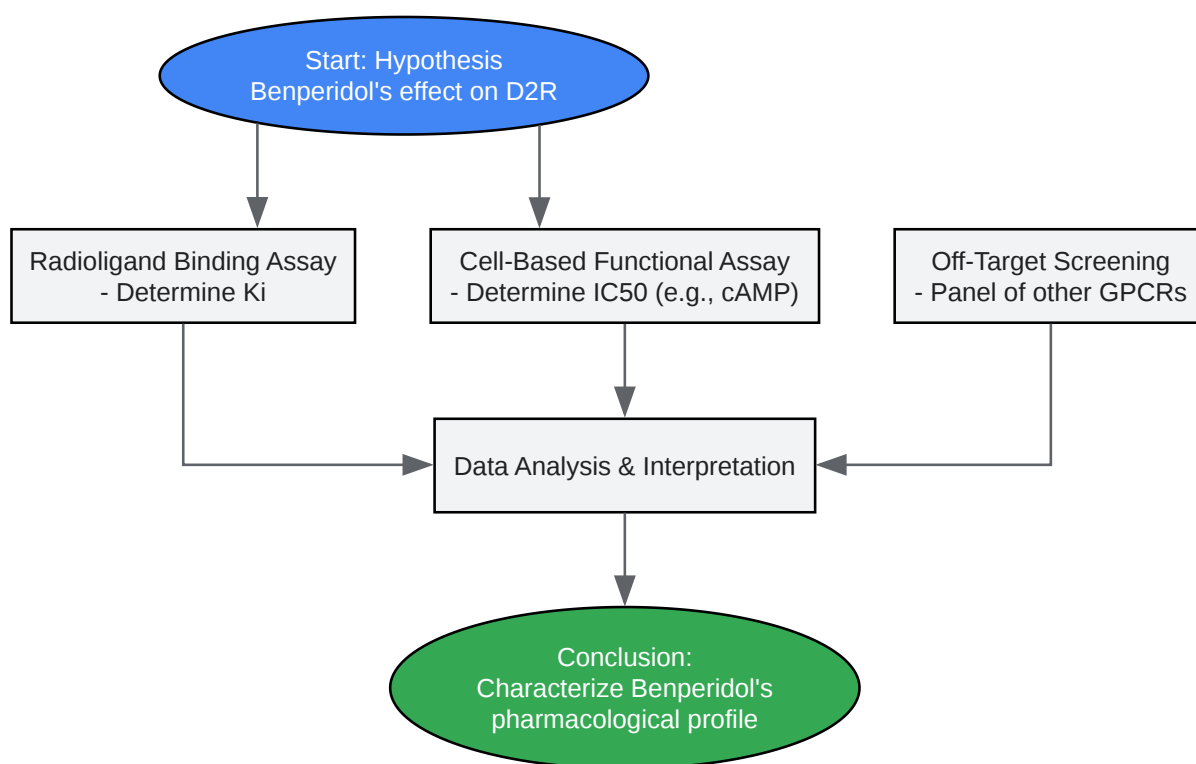 Start: Hypothesis
Benperidol's effect on D2R
Radioligand Binding Assay
- Determine Ki
Cell-Based Functional Assay
- Determine IC50 (e.g., cAMP)
Off-Target Screening
- Panel of other GPCRs
Data Analysis & Interpretation
Conclusion:
Characterize Benperidol's
pharmacological profile